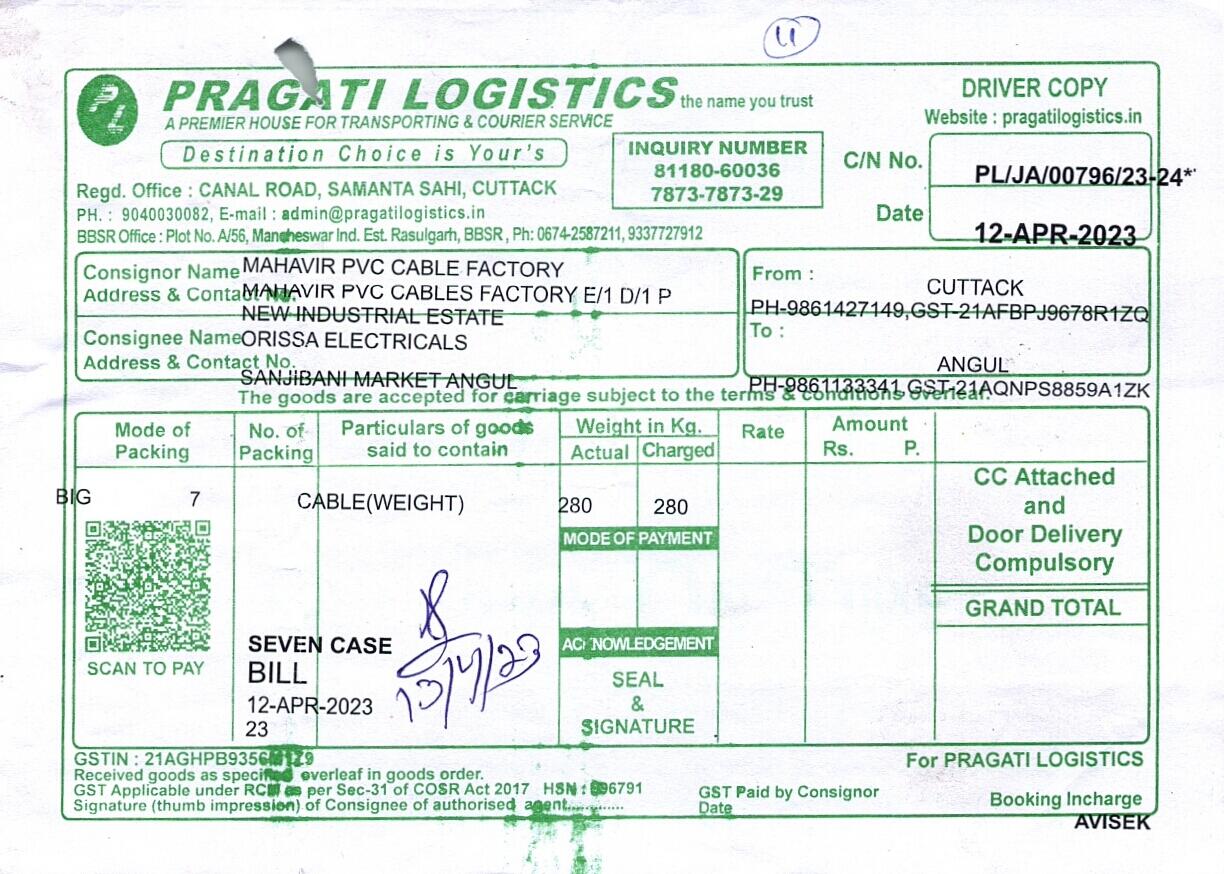 11
PRAGATI LOGISTICS the name you trust
A PREMIER HOUSE FOR TRANSPORTING & COURIER SERVICE
Destination Choice is Your's
DRIVER COPY
Website : pragatilogistics.in
INQUIRY NUMBER
81180-60036
7873-7873-29
C/N No. PL/JA/00796/23-24*
Date 12-APR-2023
Regd. Office : CANAL ROAD, SAMANTA SAHI, CUTTACK
PH. : 9040030082, E-mail : admin@pragatilogistics.in
BBSR Office : Plot No. A/56, Mancheswar Ind. Est. Rasulgarh, BBSR , Ph: 0674-2587211, 9337727912
Consignor Name MAHAVIR PVC CABLE FACTORY
Address & Contact No. MAHAVIR PVC CABLES FACTORY E/1 D/1 P
NEW INDUSTRIAL ESTATE
Consignee Name ORISSA ELECTRICALS
Address & Contact No.
SANJIBANI MARKET ANGUL
From :
CUTTACK
PH-9861427149,GST-21AFBPJ9678R1ZQ
To :
ANGUL
PH-9861133341,GST-21AQNPS8859A1ZK
The goods are accepted for carriage subject to the terms & conditions overleaf.
Mode of Packing
No. of Packing
Particulars of goods said to contain
Weight in Kg.
Actual Charged
Rate
Amount
Rs. P.
BIG 7 CABLE(WEIGHT) 280 280
CC Attached
and
Door Delivery
Compulsory
MODE OF PAYMENT
GRAND TOTAL
SCAN TO PAY
SEVEN CASE
BILL
12-APR-2023
23
13/4/23
ACKNOWLEDGEMENT
SEAL
&
SIGNATURE
GSTIN :
Received goods as specified overleaf in goods order.
GST Applicable under RCM as per Sec-31 of COSR Act 2017 HSN : 996791
Signature (thumb impression) of Consignee of authorised agent............
GST Paid by Consignor
Date
For PRAGATI LOGISTICS
Booking Incharge
AVISEK